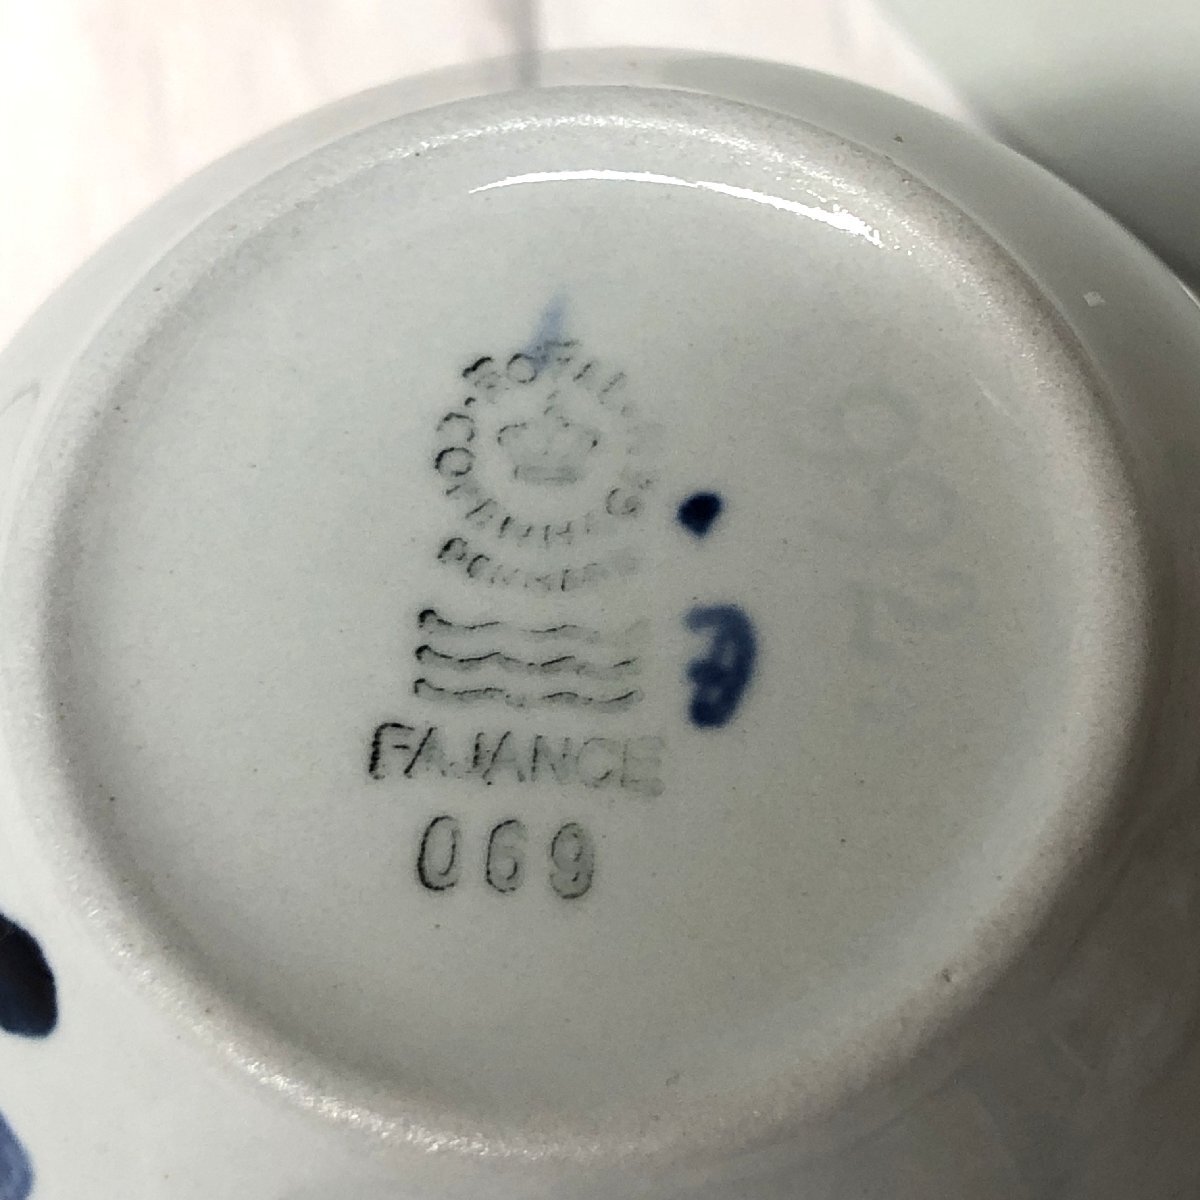 ROYAL
COPENHAGEN
DENMARK
FAJANCE
069